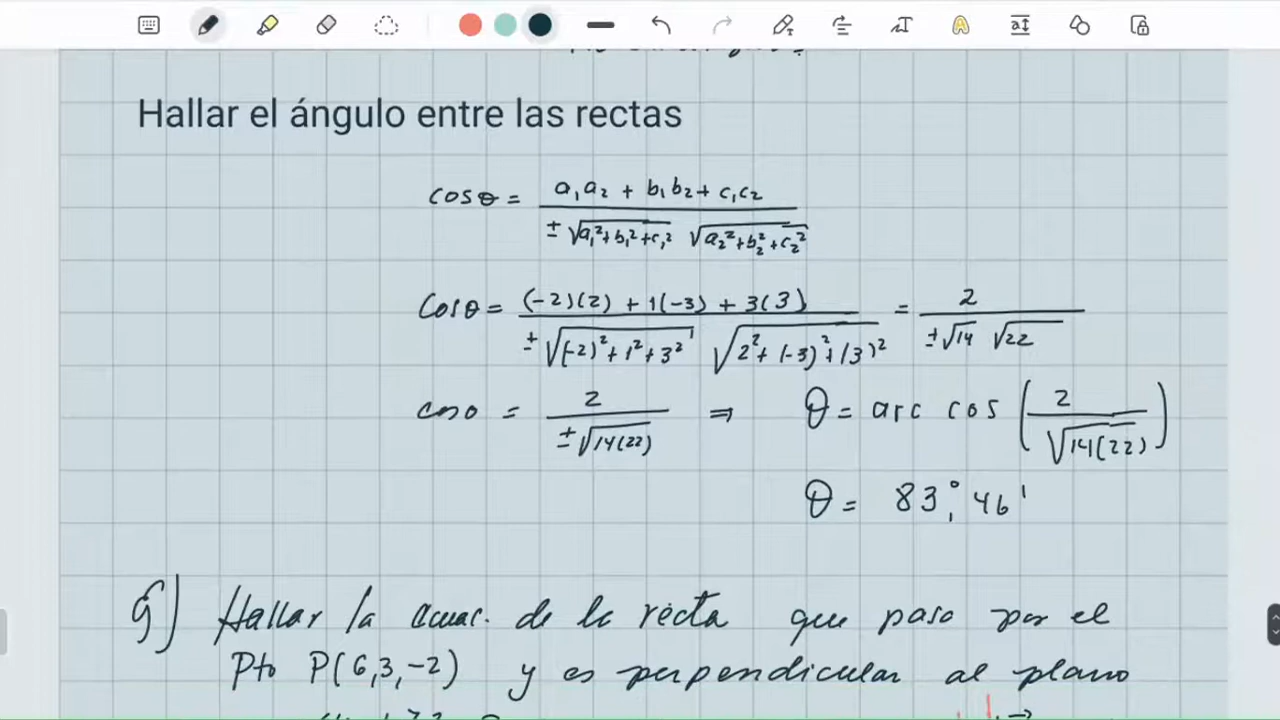 Hallar el ángulo entre las rectas
cos θ = a₁a₂ + b₁b₂ + c₁c₂ / ± √a₁²+b₁²+c₁² √a₂²+b₂²+c₂²
Cos θ = (-2)(2) + 1(-3) + 3(3) / ± √(-2)²+1²+3² √2²+(-3)²+(3)² = 2 / ±√14 √22
cos θ = 2 / ±√14(22) ⇒ θ = arc cos (2 / √14(22))
θ = 83°, 46'
9) Hallar la ecuac. de la recta que pasa por el
Pto P(6,3,-2) y es perpendicular al plano